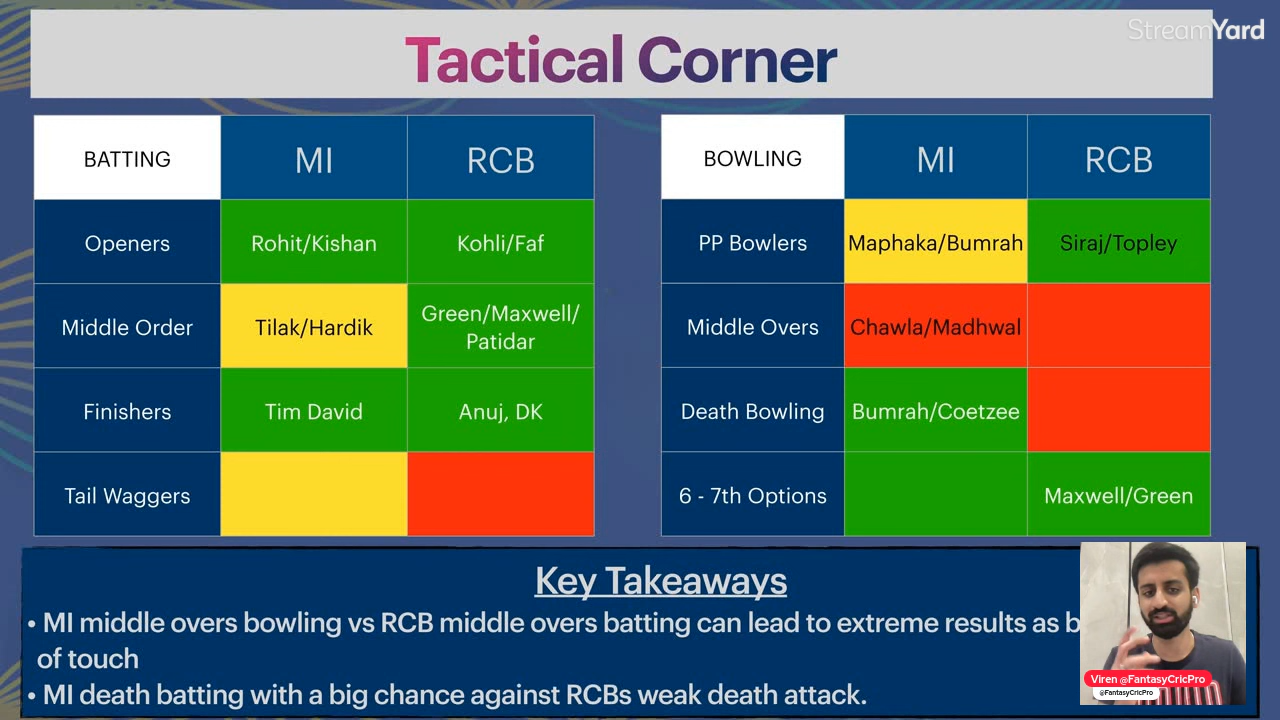 StreamYard
Tactical Corner
BATTING MI RCB
Openers Rohit/Kishan Kohli/Faf
Middle Order Tilak/Hardik Green/Maxwell/
Patidar
Finishers Tim David Anuj, DK
Tail Waggers
BOWLING MI RCB
PP Bowlers Maphaka/Bumrah Siraj/Topley
Middle Overs Chawla/Madhwal
Death Bowling Bumrah/Coetzee
6 - 7th Options Maxwell/Green
Key Takeaways
• MI middle overs bowling vs RCB middle overs batting can lead to extreme results as
of touch
• MI death batting with a big chance against RCBs weak death attack.
Viren @FantasyCricPro
@FantasyCricPro